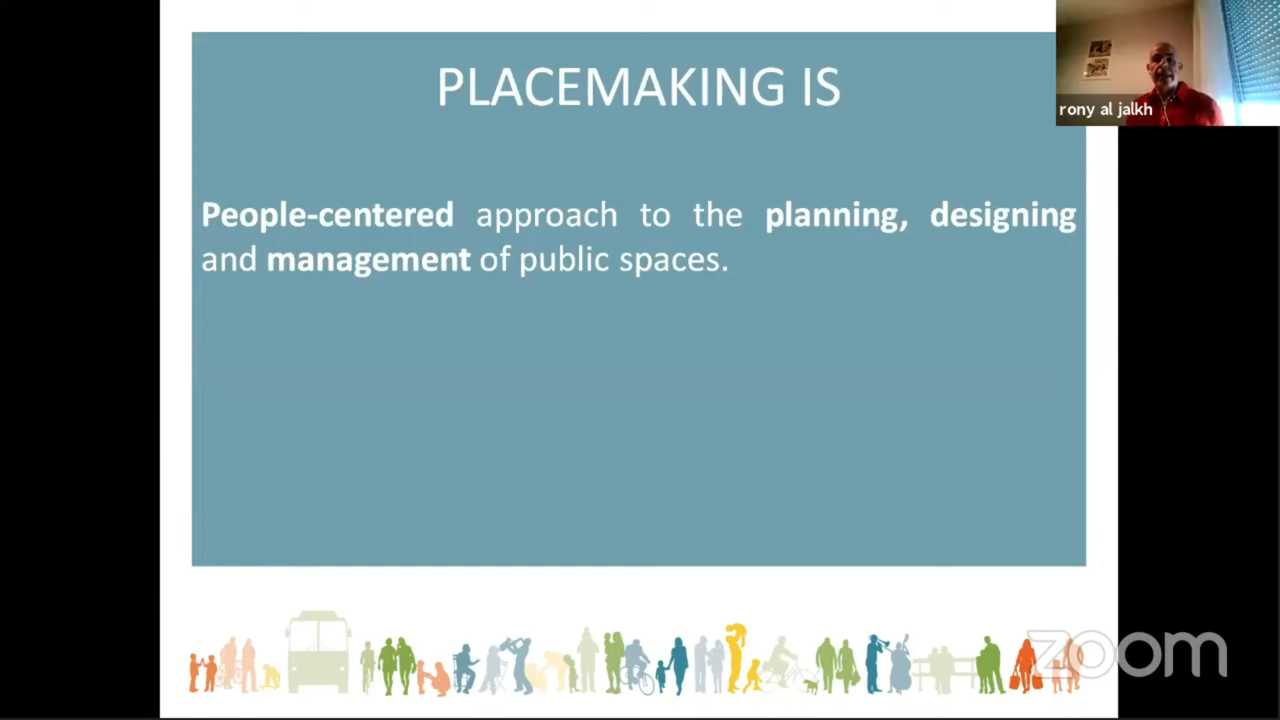 PLACEMAKING IS
rony al jalkh
People-centered approach to the planning, designing
and management of public spaces.
zoom